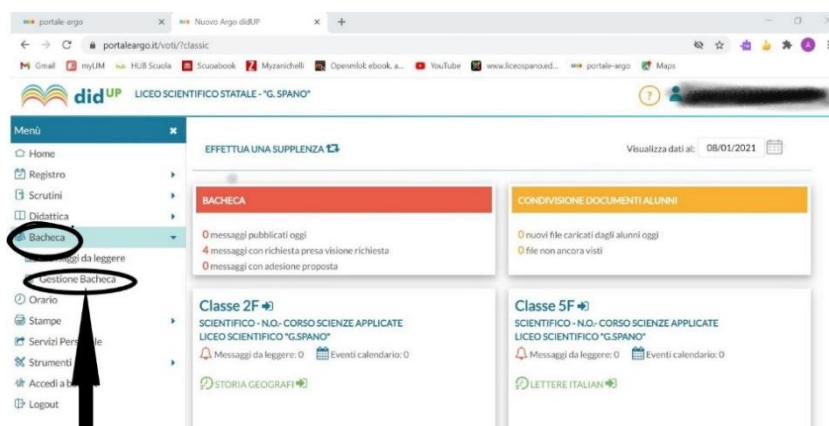 portale-argo
Nuovo Argo didUP
portaleargo.it/voti/?classic
Gmail
myLIM
HUB Scuola
Scuoabook
Myzanichelli
Openmlol: ebook, a...
YouTube
www.liceospano.ed...
portale-argo
Maps
didUP
LICEO SCIENTIFICO STATALE - "G. SPANO"
Menù
Home
Registro
Scrutini
Didattica
Bacheca
da leggere
Gestione Bacheca
Orario
Stampe
Servizi
Strumenti
Accedi a
Logout
EFFETTUA UNA SUPPLENZA
Visualizza dati al: 08/01/2021
BACHECA
0 messaggi pubblicati oggi
4 messaggi con richiesta presa visione richiesta
0 messaggi con adesione proposta
CONDIVISIONE DOCUMENTI ALUNNI
0 nuovi file caricati dagli alunni oggi
0 file non ancora visti
Classe 2F
SCIENTIFICO - N.O.- CORSO SCIENZE APPLICATE
LICEO SCIENTIFICO "G.SPANO"
Messaggi da leggere: 0 Eventi calendario: 0
STORIA GEOGRAFI
Classe 5F
SCIENTIFICO - N.O.- CORSO SCIENZE APPLICATE
LICEO SCIENTIFICO "G.SPANO"
Messaggi da leggere: 0 Eventi calendario: 0
LETTERE ITALIAN